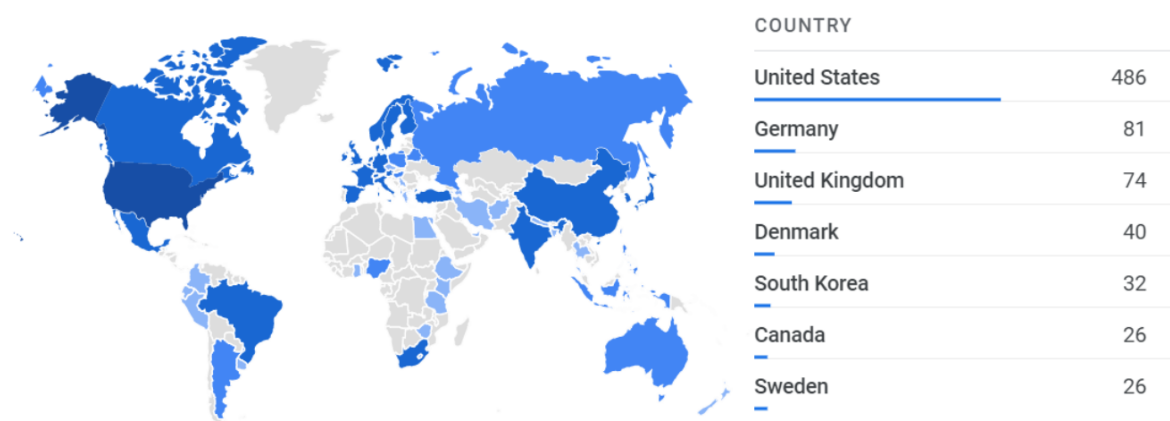 COUNTRY
United States 486
Germany 81
United Kingdom 74
Denmark 40
South Korea 32
Canada 26
Sweden 26